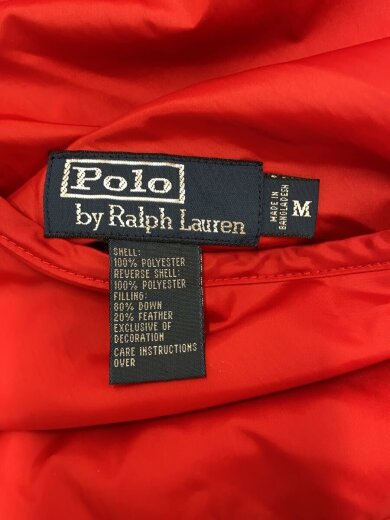 Polo
by Ralph Lauren
MADE IN
BANGLADESH
M
SHELL:
100% POLYESTER
REVERSE SHELL:
100% POLYESTER
FILLING:
80% DOWN
20% FEATHER
EXCLUSIVE OF
DECORATION
CARE INSTRUCTIONS
OVER